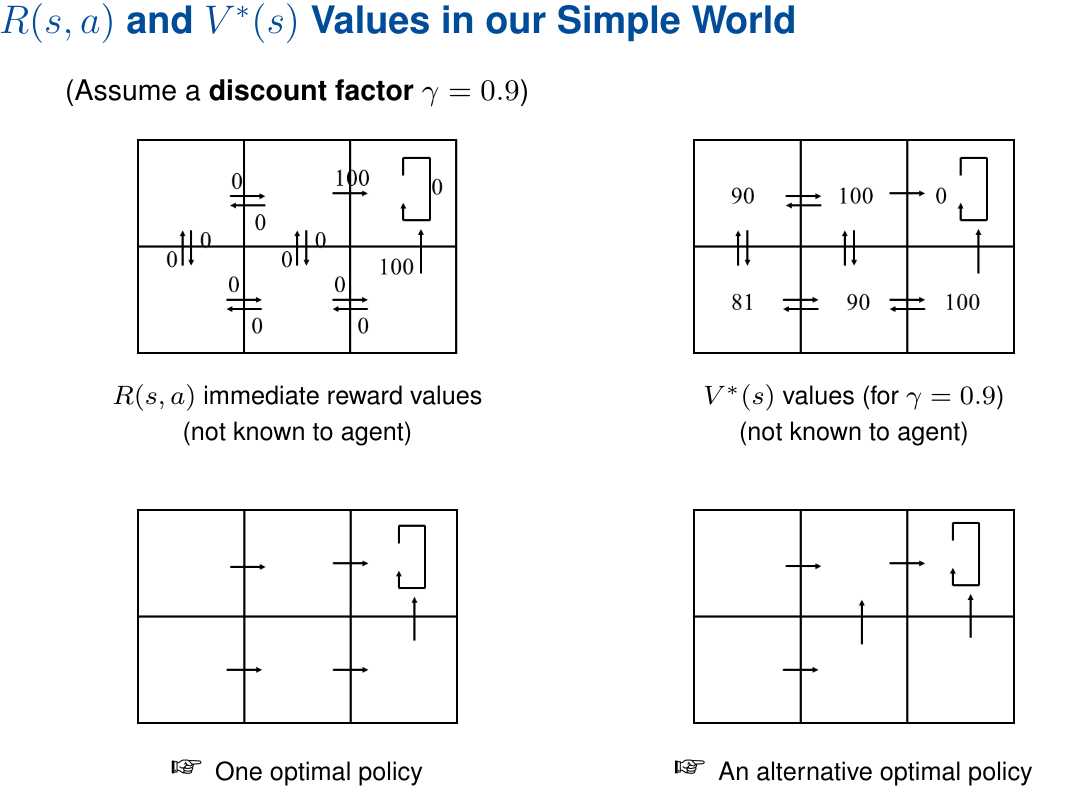 R(s, a) and V*(s) Values in our Simple World
(Assume a discount factor γ = 0.9)
0 100 0
0
0 0 0 0 100
0 0
0 0
90 100 0
81 90 100
R(s, a) immediate reward values
(not known to agent)
V*(s) values (for γ = 0.9)
(not known to agent)
☞ One optimal policy
☞ An alternative optimal policy